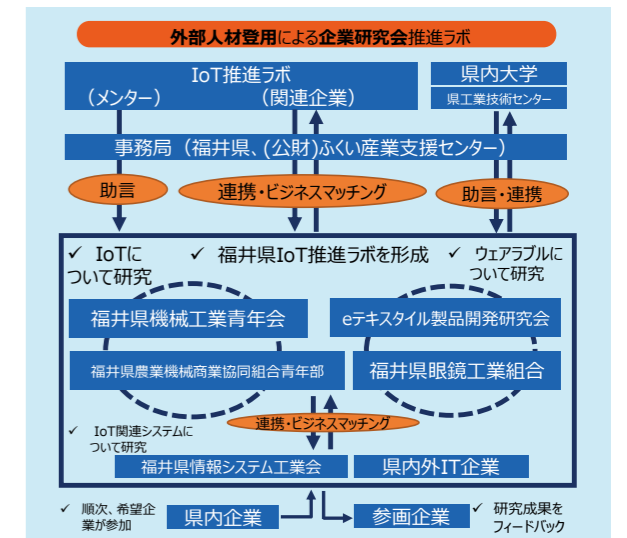 外部人材登用による企業研究会推進ラボ
IoT推進ラボ
（メンター）　（関連企業）
県内大学
県工業技術センター
事務局（福井県、(公財)ふくい産業支援センター）
助言
連携・ビジネスマッチング
助言・連携
✓ IoTに
ついて研究
✓ 福井県IoT推進ラボを形成
✓ ウェアラブルに
ついて研究
福井県機械工業青年会
eテキスタイル製品開発研究会
福井県農業機械商業協同組合青年部
福井県眼鏡工業組合
連携・ビジネスマッチング
✓ IoT関連システムに
ついて研究
福井県情報システム工業会
県内外IT企業
✓ 順次、希望企
業が参加
県内企業
参画企業
✓ 研究成果を
フィードバック